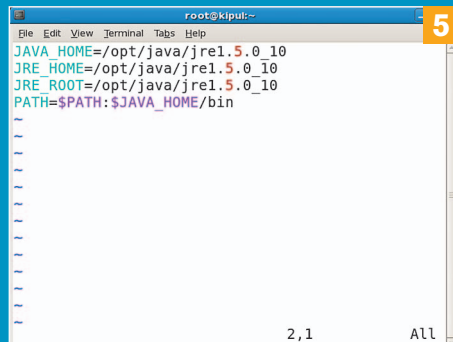 root@kipul:~
5
File Edit View Terminal Tabs Help
JAVA_HOME=/opt/java/jre1.5.0_10
JRE_HOME=/opt/java/jre1.5.0_10
JRE_ROOT=/opt/java/jre1.5.0_10
PATH=$PATH:$JAVA_HOME/bin
~
~
~
~
~
~
~
~
~
~
~
~
~
2,1 All